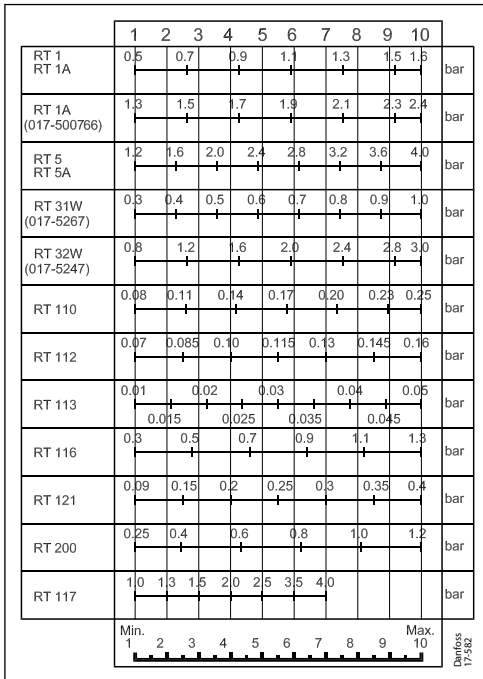 1 2 3 4 5 6 7 8 9 10
RT 1
RT 1A
0.5 0.7 0.9 1.1 1.3 1.5 1.6
bar
RT 1A
(017-500766)
1.3 1.5 1.7 1.9 2.1 2.3 2.4
bar
RT 5
RT 5A
1.2 1.6 2.0 2.4 2.8 3.2 3.6 4.0
bar
RT 31W
(017-5267)
0.3 0.4 0.5 0.6 0.7 0.8 0.9 1.0
bar
RT 32W
(017-5247)
0.8 1.2 1.6 2.0 2.4 2.8 3.0
bar
RT 110
0.08 0.11 0.14 0.17 0.20 0.23 0.25
bar
RT 112
0.07 0.085 0.10 0.115 0.13 0.145 0.16
bar
RT 113
0.01 0.02 0.03 0.04 0.05
0.015 0.025 0.035 0.045
bar
RT 116
0.3 0.5 0.7 0.9 1.1 1.3
bar
RT 121
0.09 0.15 0.2 0.25 0.3 0.35 0.4
bar
RT 200
0.25 0.4 0.6 0.8 1.0 1.2
bar
RT 117
1.0 1.3 1.5 2.0 2.5 3.5 4.0
bar
Min. Max.
1 2 3 4 5 6 7 8 9 10
Danfoss
17-582